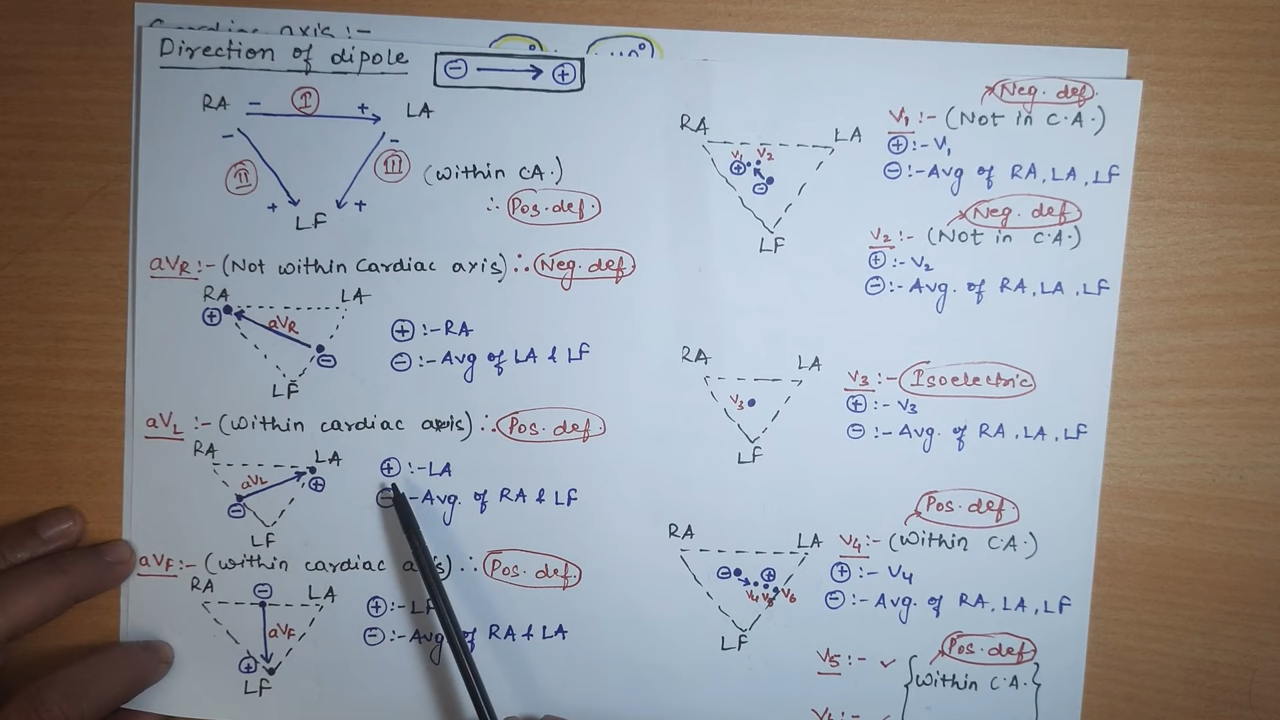 Cardiac axis :-
Direction of dipole
⊖ → ⊕
RA - I + LA
- -
II III
(within CA.)
+ +
∴ Pos. def.
LF
aVR :- (Not within Cardiac axis) ∴ Neg. def
RA LA
⊕ aVR
⊖
LF
⊕ :- RA
⊖ :- Avg of LA & LF
aVL :- (within cardiac axis) ∴ Pos. def
RA LA
aVL ⊕
⊖
LF
⊕ :- LA
⊖ :- Avg. of RA & LF
aVF :- (within cardiac axis) ∴ Pos. def
RA ⊖ LA
aVF
⊕
LF
⊕ :- LF
⊖ :- Avg of RA & LA
RA LA
V1 V2
⊕
⊖
LF
Neg. def.
V1 :- (Not in C.A.)
⊕ :- V1
⊖ :- Avg of RA, LA, LF
Neg. def
V2 :- (Not in C.A.)
⊕ :- V2
⊖ :- Avg. of RA, LA, LF
RA LA
V3
LF
V3 :- Isoelectric
⊕ :- V3
⊖ :- Avg. of RA, LA, LF
RA LA
⊖ ⊕
V4 V5 V6
LF
Pos. def.
V4 :- (Within C.A.)
⊕ :- V4
⊖ :- Avg. of RA, LA, LF
Pos. def
V5 :- ✓ {Within C.A.}